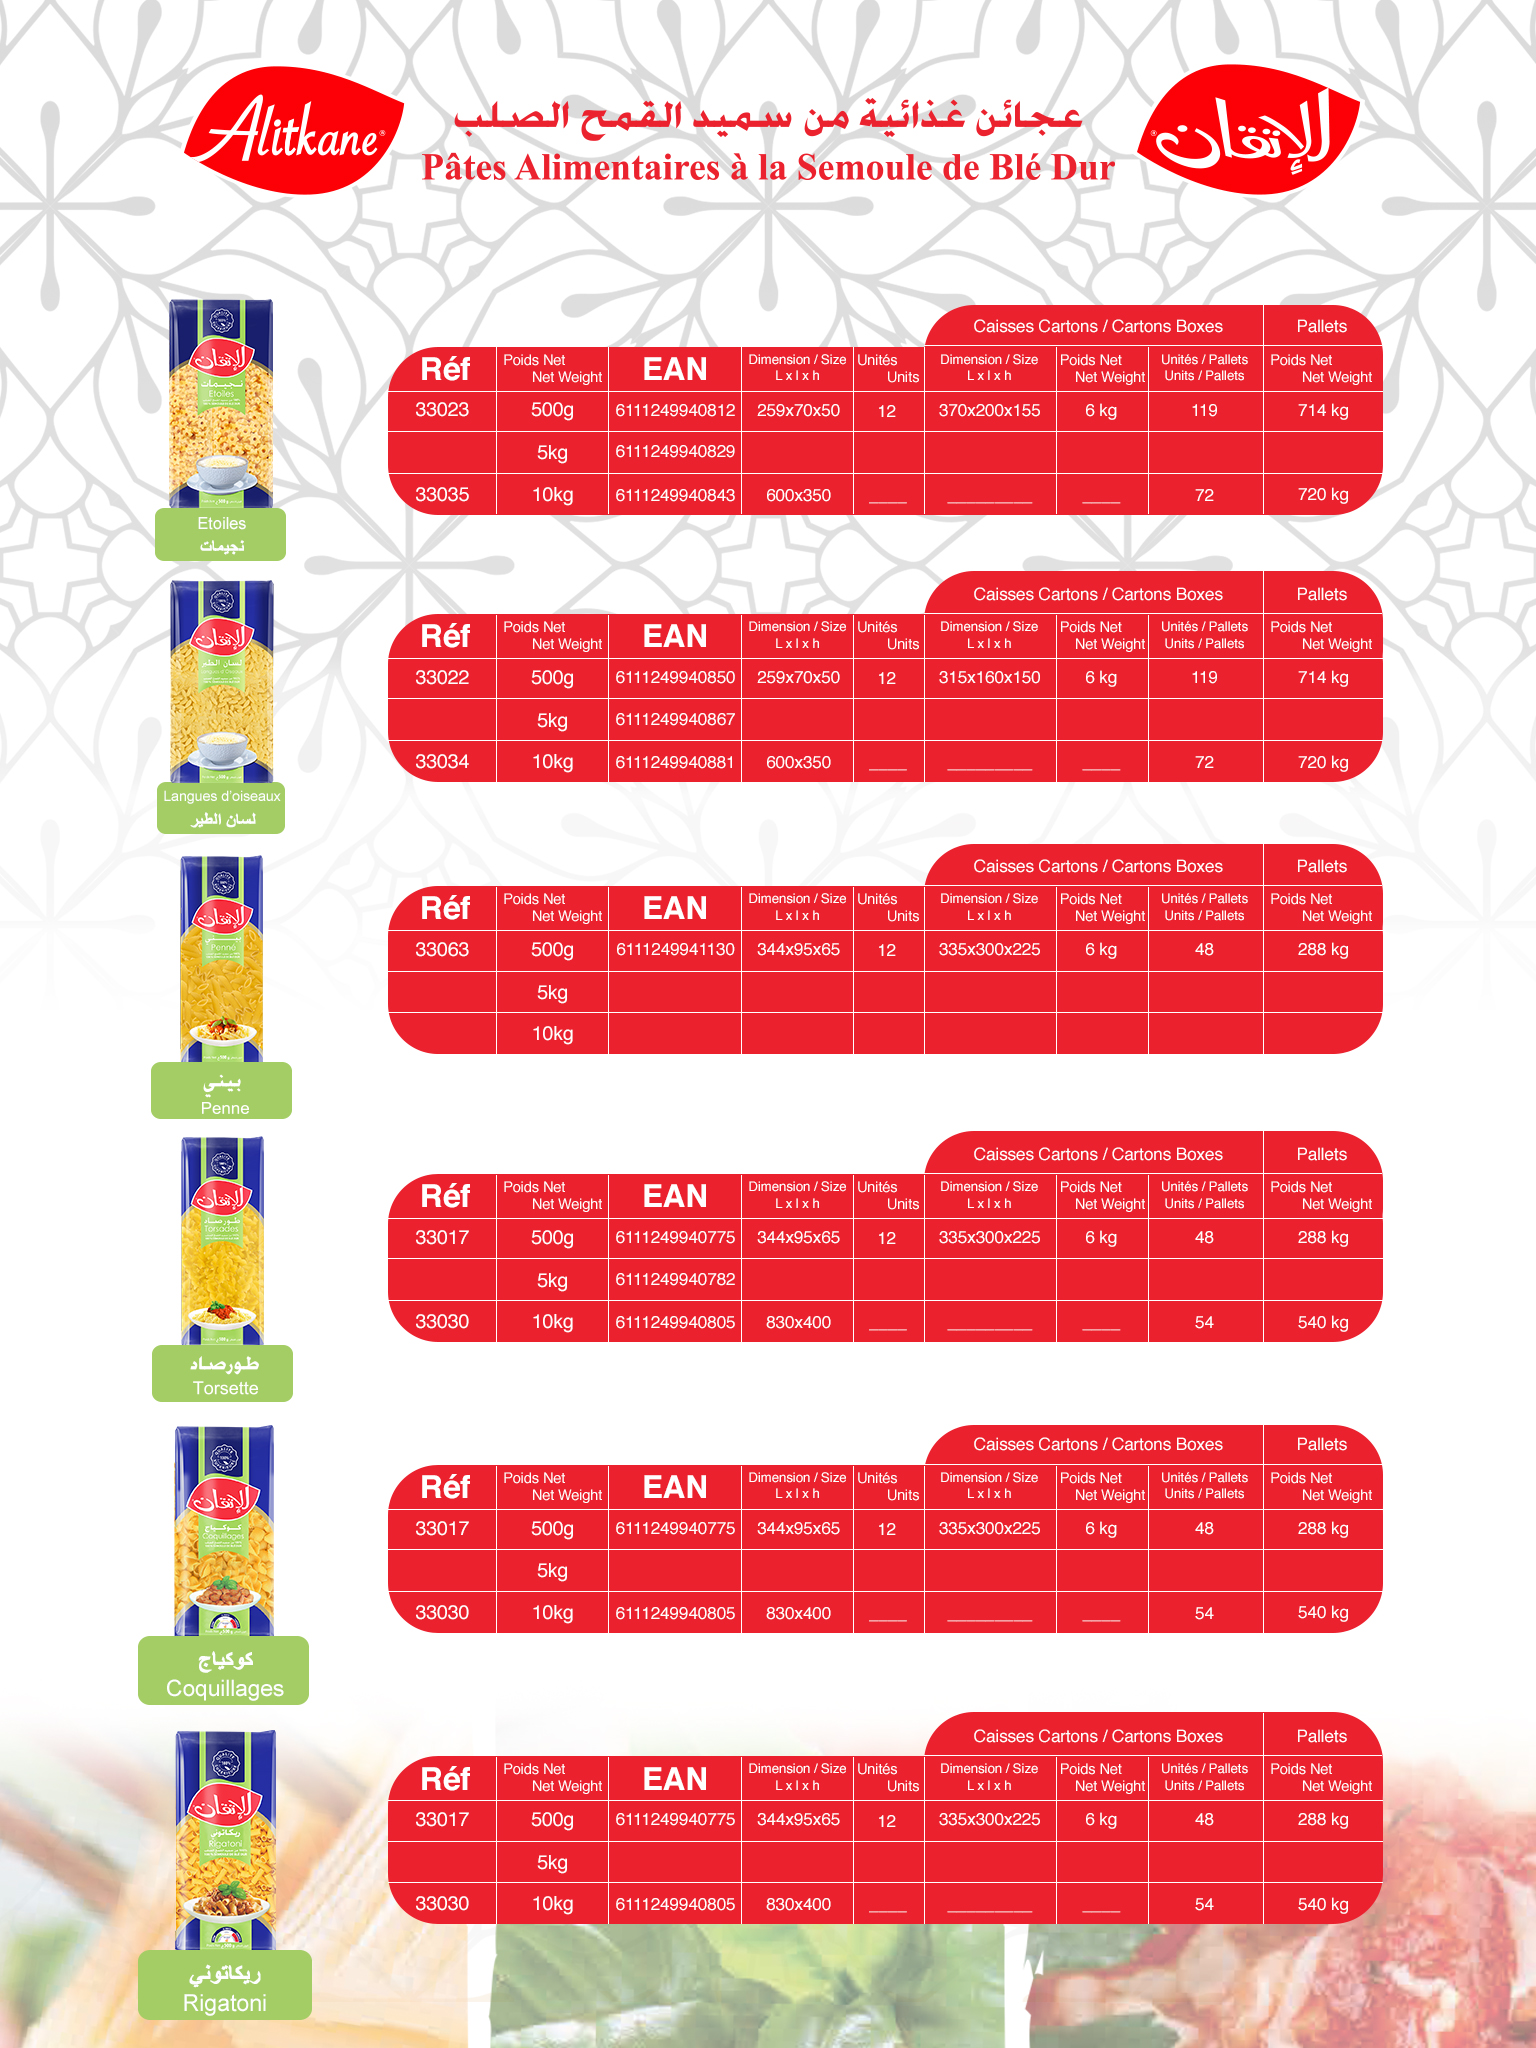 Alitkane®
عجائن غذائية من سميد القمح الصلب
Pâtes Alimentaires à la Semoule de Blé Dur
الإتقان®
الإتقان
نجيمات
Etoiles
Etoiles
نجيمات
Caisses Cartons / Cartons Boxes Pallets
Réf Poids Net Net Weight EAN Dimension / Size L x l x h Unités Units Dimension / Size L x l x h Poids Net Net Weight Unités / Pallets Units / Pallets Poids Net Net Weight
33023 500g 6111249940812 259x70x50 12 370x200x155 6 kg 119 714 kg
5kg 6111249940829
33035 10kg 6111249940843 600x350 ____ _________ ____ 72 720 kg
الإتقان
لسان الطير
Langues d'oiseaux
لسان الطير
Caisses Cartons / Cartons Boxes Pallets
Réf Poids Net Net Weight EAN Dimension / Size L x l x h Unités Units Dimension / Size L x l x h Poids Net Net Weight Unités / Pallets Units / Pallets Poids Net Net Weight
33022 500g 6111249940850 259x70x50 12 315x160x150 6 kg 119 714 kg
5kg 6111249940867
33034 10kg 6111249940881 600x350 ____ _________ ____ 72 720 kg
الإتقان
بيني
Penne
بيني
Penne
Caisses Cartons / Cartons Boxes Pallets
Réf Poids Net Net Weight EAN Dimension / Size L x l x h Unités Units Dimension / Size L x l x h Poids Net Net Weight Unités / Pallets Units / Pallets Poids Net Net Weight
33063 500g 6111249941130 344x95x65 12 335x300x225 6 kg 48 288 kg
5kg
10kg
الإتقان
طورصاد
Torsades
طورصاد
Torsette
Caisses Cartons / Cartons Boxes Pallets
Réf Poids Net Net Weight EAN Dimension / Size L x l x h Unités Units Dimension / Size L x l x h Poids Net Net Weight Unités / Pallets Units / Pallets Poids Net Net Weight
33017 500g 6111249940775 344x95x65 12 335x300x225 6 kg 48 288 kg
5kg 6111249940782
33030 10kg 6111249940805 830x400 ____ _________ ____ 54 540 kg
الإتقان
كوكياج
Coquillages
كوكياج
Coquillages
Caisses Cartons / Cartons Boxes Pallets
Réf Poids Net Net Weight EAN Dimension / Size L x l x h Unités Units Dimension / Size L x l x h Poids Net Net Weight Unités / Pallets Units / Pallets Poids Net Net Weight
33017 500g 6111249940775 344x95x65 12 335x300x225 6 kg 48 288 kg
5kg
33030 10kg 6111249940805 830x400 ____ _________ ____ 54 540 kg
الإتقان
ريكاتوني
Rigatoni
ريكاتوني
Rigatoni
Caisses Cartons / Cartons Boxes Pallets
Réf Poids Net Net Weight EAN Dimension / Size L x l x h Unités Units Dimension / Size L x l x h Poids Net Net Weight Unités / Pallets Units / Pallets Poids Net Net Weight
33017 500g 6111249940775 344x95x65 12 335x300x225 6 kg 48 288 kg
5kg
33030 10kg 6111249940805 830x400 ____ _________ ____ 54 540 kg